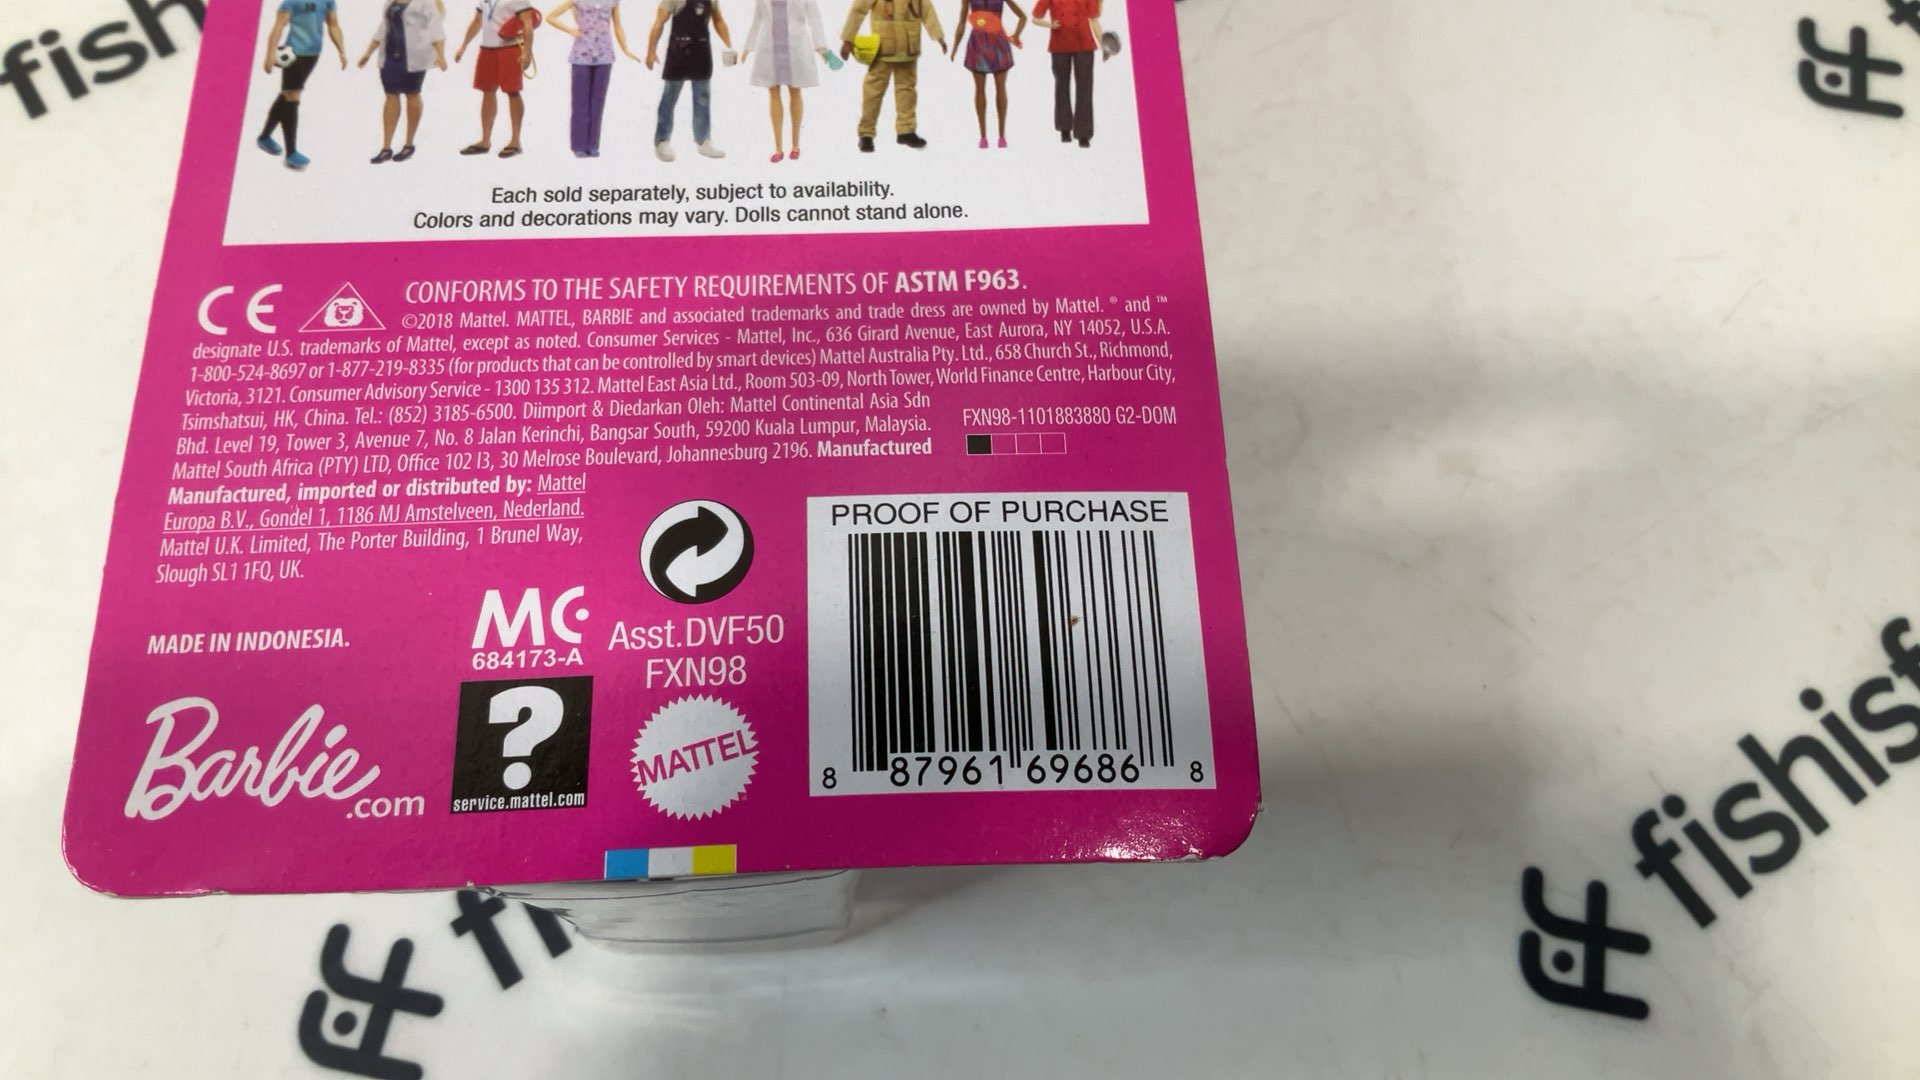 fish
Each sold separately, subject to availability.
Colors and decorations may vary. Dolls cannot stand alone.
CE
CONFORMS TO THE SAFETY REQUIREMENTS OF ASTM F963.
©2018 Mattel. MATTEL, BARBIE and associated trademarks and trade dress are owned by Mattel. ® and ™
designate U.S. trademarks of Mattel, except as noted. Consumer Services - Mattel, Inc., 636 Girard Avenue, East Aurora, NY 14052, U.S.A.
1-800-524-8697 or 1-877-219-8335 (for products that can be controlled by smart devices) Mattel Australia Pty. Ltd., 658 Church St., Richmond,
Victoria, 3121. Consumer Advisory Service - 1300 135 312. Mattel East Asia Ltd., Room 503-09, North Tower, World Finance Centre, Harbour City,
Tsimshatsui, HK, China. Tel.: (852) 3185-6500. Diimport & Diedarkan Oleh: Mattel Continental Asia Sdn
Bhd. Level 19, Tower 3, Avenue 7, No. 8 Jalan Kerinchi, Bangsar South, 59200 Kuala Lumpur, Malaysia.
Mattel South Africa (PTY) LTD, Office 102 I3, 30 Melrose Boulevard, Johannesburg 2196. Manufactured
Manufactured, imported or distributed by: Mattel
Europa B.V., Gondel 1, 1186 MJ Amstelveen, Nederland.
Mattel U.K. Limited, The Porter Building, 1 Brunel Way,
Slough SL1 1FQ, UK.
FXN98-1101883880 G2-DOM
MADE IN INDONESIA.
MC
684173-A
Asst.DVF50
FXN98
PROOF OF PURCHASE
8 87961 69686 8
Barbie
.com
?
service.mattel.com
MATTEL
fishisf